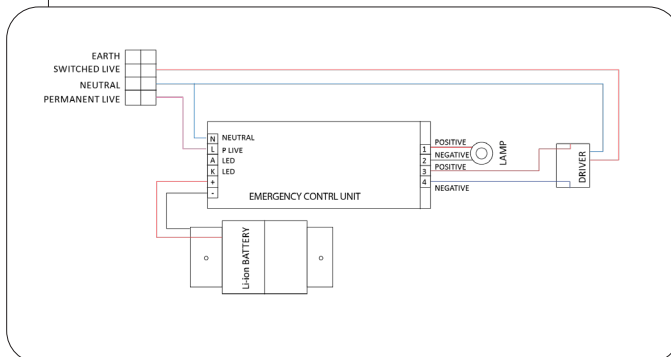 EARTH
SWITCHED LIVE
NEUTRAL
PERMANENT LIVE
N NEUTRAL
L P LIVE
A LED
K LED
+
-
EMERGENCY CONTRL UNIT
1 POSITIVE
2 NEGATIVE
3 POSITIVE
4 NEGATIVE
LAMP
DRIVER
Li-ion BATTERY